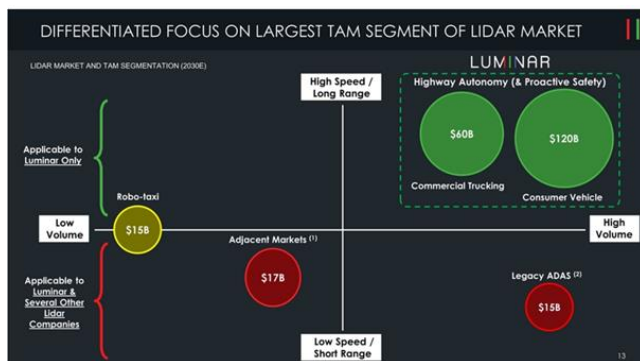 DIFFERENTIATED FOCUS ON LARGEST TAM SEGMENT OF LIDAR MARKET
LIDAR MARKET AND TAM SEGMENTATION (2030E)
LUMINAR
High Speed /
Long Range
Highway Autonomy (& Proactive Safety)
$60B
$120B
Commercial Trucking
Consumer Vehicle
Applicable to
Luminar Only
Robo-taxi
$15B
Low
Volume
High
Volume
Adjacent Markets (1)
$17B
Legacy ADAS (2)
$15B
Applicable to
Luminar &
Several Other
Lidar
Companies
Low Speed /
Short Range
13